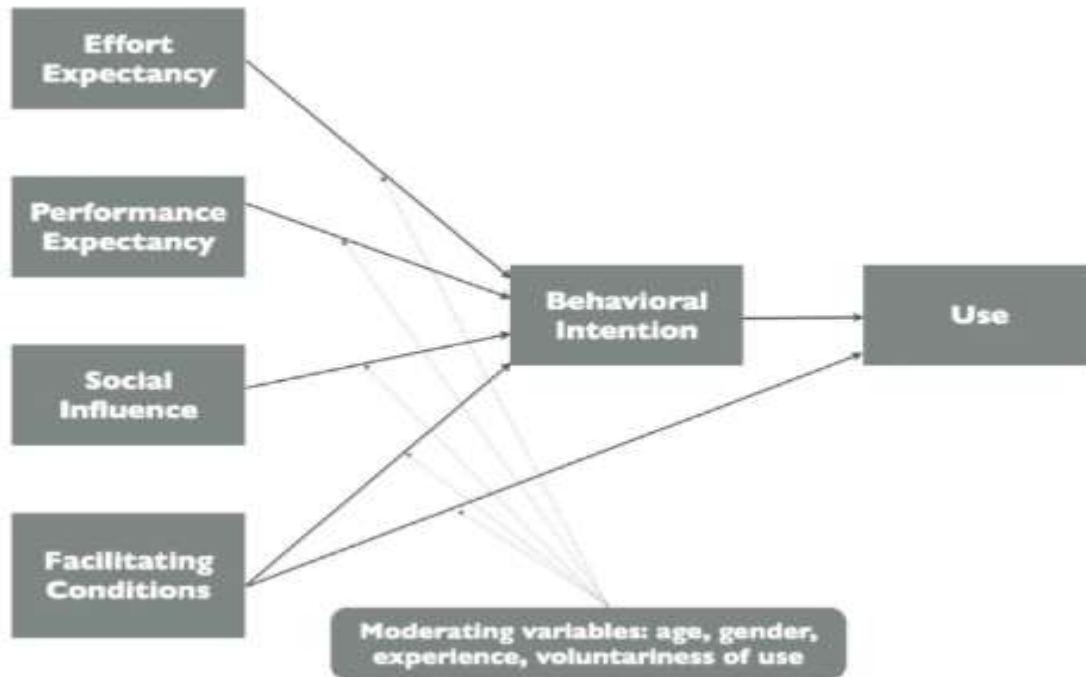 Effort
Expectancy
Performance
Expectancy
Social
Influence
Facilitating
Conditions
Behavioral
Intention
Use
Moderating variables: age, gender,
experience, voluntariness of use